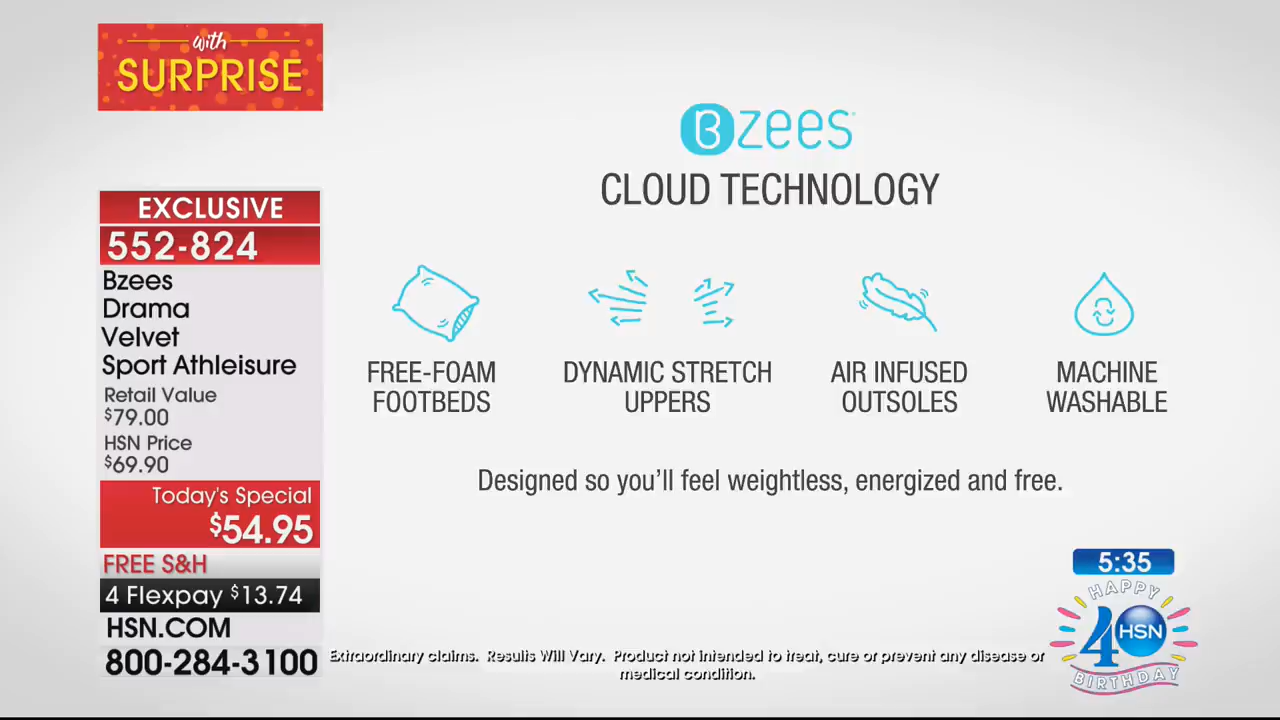 with
SURPRISE
Bzees
CLOUD TECHNOLOGY
EXCLUSIVE
552-824
Bzees
Drama
Velvet
Sport Athleisure
Retail Value
$79.00
HSN Price
$69.90
Today's Special
$54.95
FREE S&H
4 Flexpay $13.74
HSN.COM
800-284-3100
FREE-FOAM
FOOTBEDS
DYNAMIC STRETCH
UPPERS
AIR INFUSED
OUTSOLES
MACHINE
WASHABLE
Designed so you'll feel weightless, energized and free.
5:35
HAPPY
40 HSN
BIRTHDAY
Extraordinary claims. Results Will Vary. Product not intended to treat, cure or prevent any disease or
medical condition.